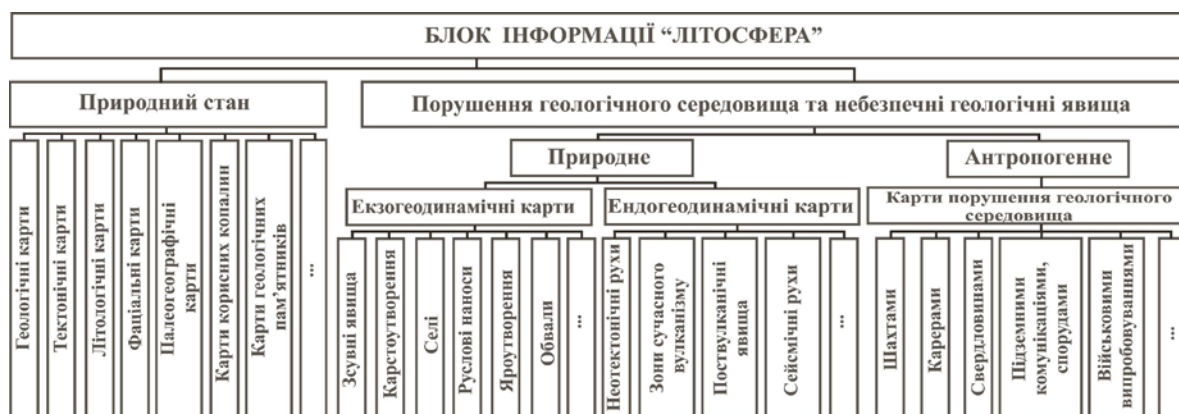 БЛОК ІНФОРМАЦІЇ “ЛІТОСФЕРА”
Природний стан
Порушення геологічного середовища та небезпечні геологічні явища
Природне
Антропогенне
Екзогеодинамічні карти
Ендогеодинамічні карти
Карти порушення геологічного
середовища
Геологічні карти
Тектонічні карти
Літологічні карти
Фаціальні карти
Палеогеографічні
карти
Карти корисних копалин
Карти геологічних
пам’ятників
...
Зсувні явища
Карстоутворення
Селі
Руслові наноси
Яроутворення
Обвали
...
Неотектонічні рухи
Зони сучасного
вулканізму
Поствулканічні
явища
Сейсмічні рухи
...
Шахтами
Карерами
Свердловинами
Підземними
комунікаціями,
спорудами
Військовими
випробовуваннями
...